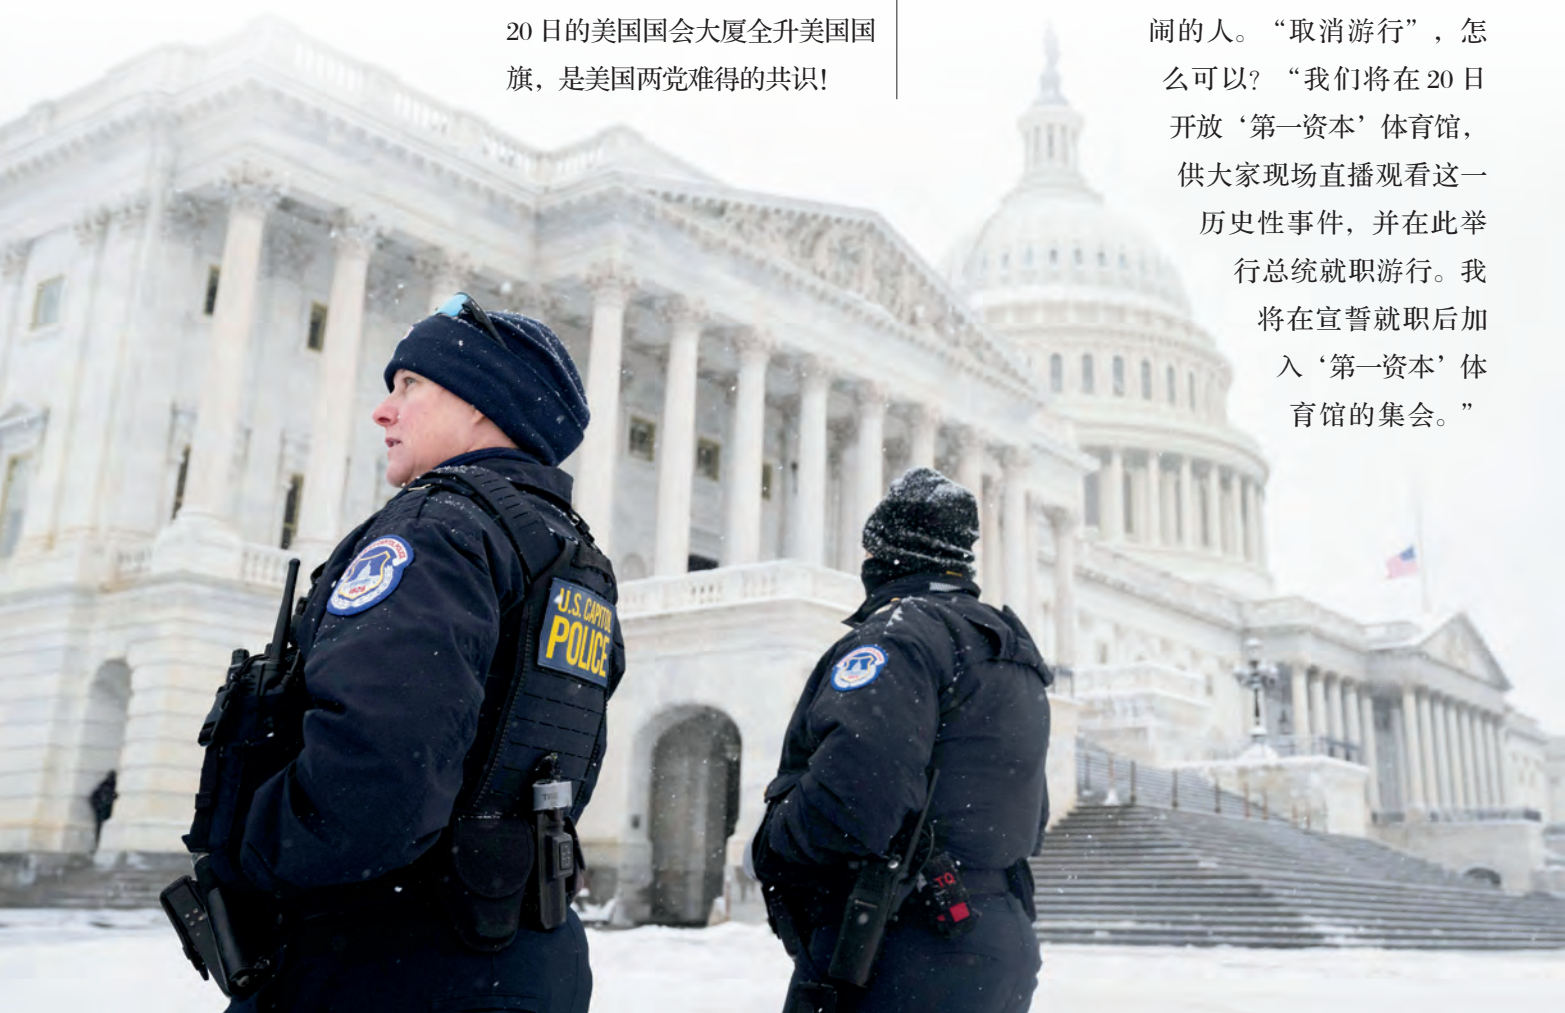 20 日的美国国会大厦全升美国国
旗，是美国两党难得的共识！
闹的人。“取消游行”，怎
么可以？“我们将在 20 日
开放‘第一资本’体育馆，
供大家现场直播观看这一
历史性事件，并在此举
行总统就职游行。我
将在宣誓就职后加
入‘第一资本’体
育馆的集会。”
U.S. CAPITOL
POLICE
TQ